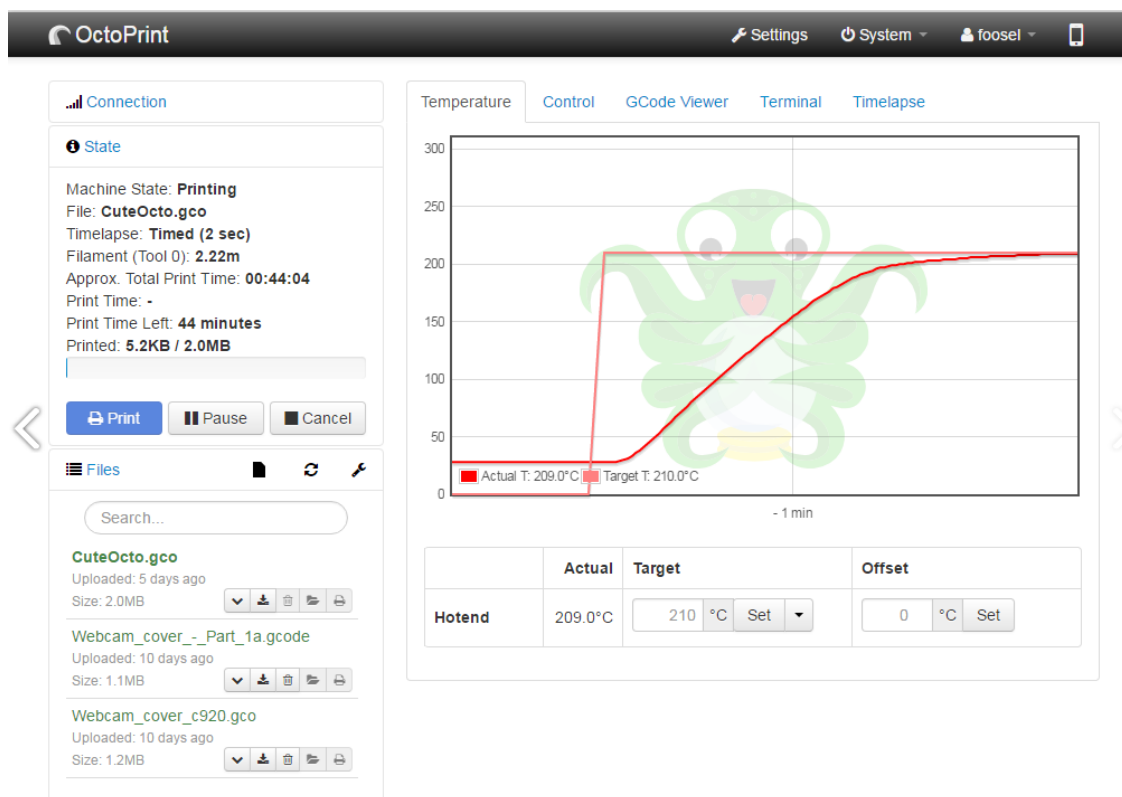 OctoPrint
Settings System foosel
Connection
State
Machine State: Printing
File: CuteOcto.gco
Timelapse: Timed (2 sec)
Filament (Tool 0): 2.22m
Approx. Total Print Time: 00:44:04
Print Time: -
Print Time Left: 44 minutes
Printed: 5.2KB / 2.0MB
Print Pause Cancel
Files
Search...
CuteOcto.gco
Uploaded: 5 days ago
Size: 2.0MB
Webcam_cover_-_Part_1a.gcode
Uploaded: 10 days ago
Size: 1.1MB
Webcam_cover_c920.gco
Uploaded: 10 days ago
Size: 1.2MB
Temperature Control GCode Viewer Terminal Timelapse
300
250
200
150
100
50
0
Actual T: 209.0°C Target T: 210.0°C
- 1 min
Actual Target Offset
Hotend 209.0°C 210 °C Set 0 °C Set